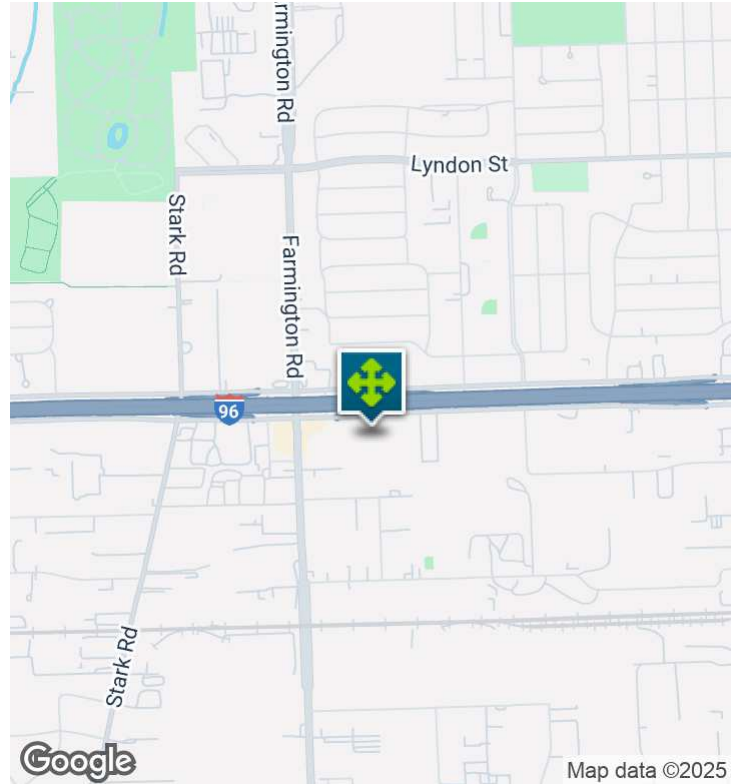 rmington Rd
Lyndon St
Stark Rd
Farmington Rd
96
Stark Rd
Google
Map data ©2025